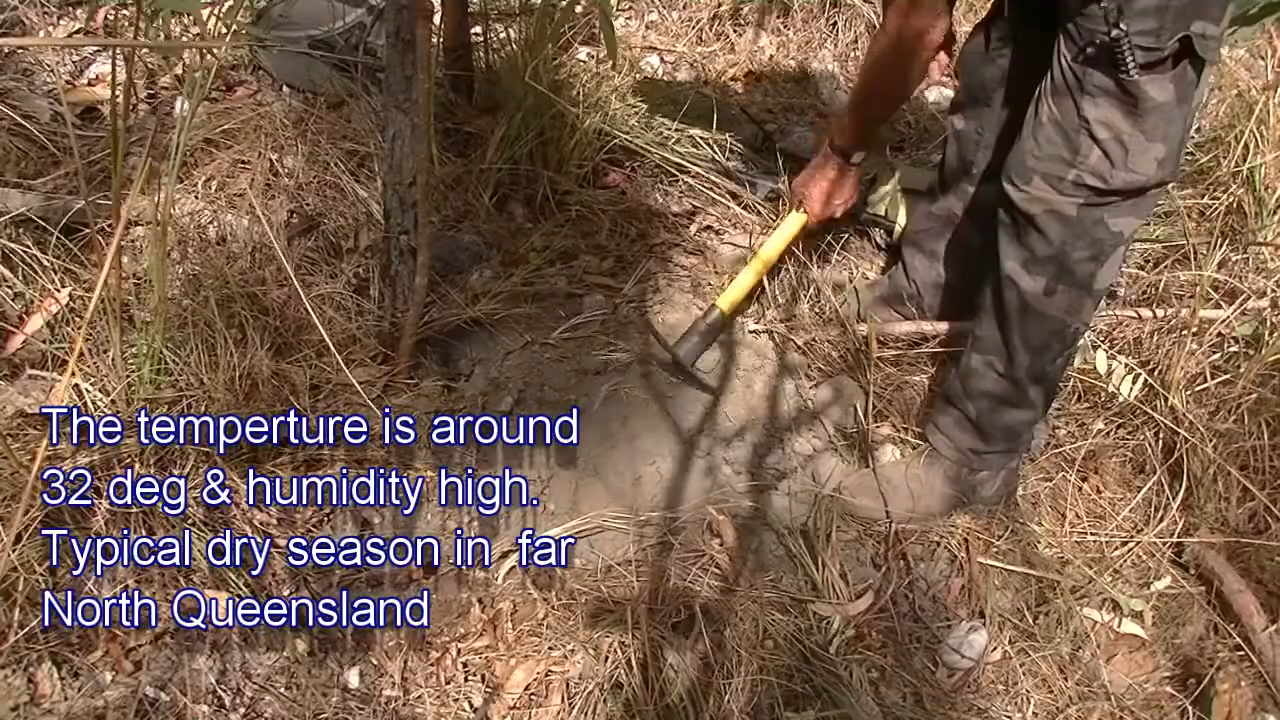 The temperture is around
32 deg & humidity high.
Typical dry season in  far
North Queensland